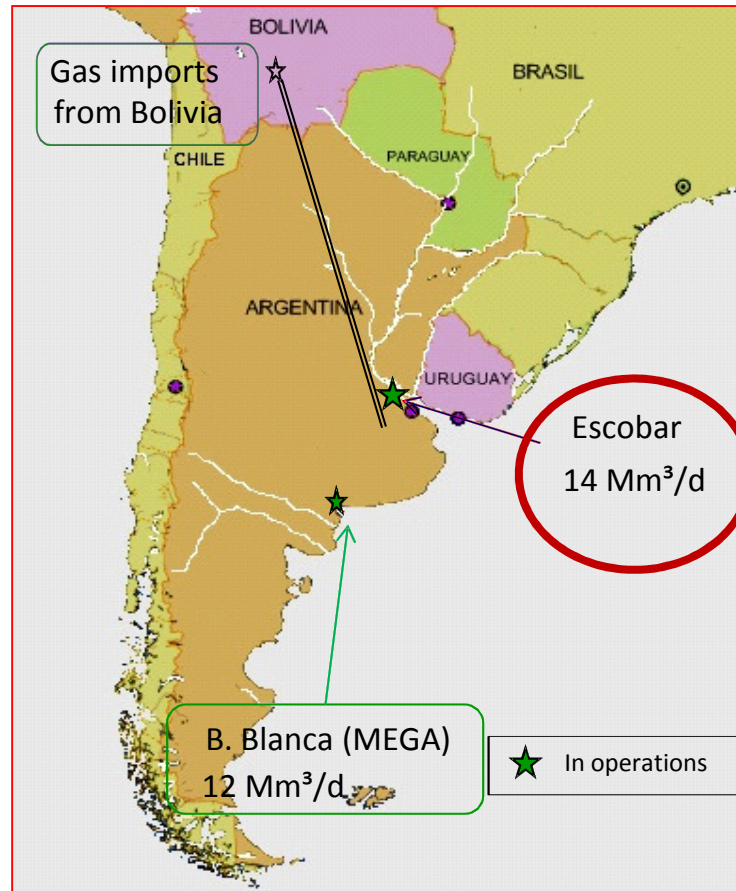 BOLIVIA
Gas imports
from Bolivia
BRASIL
CHILE
PARAGUAY
ARGENTINA
URUGUAY
Escobar
14 Mm³/d
B. Blanca (MEGA)
12 Mm³/d
In operations